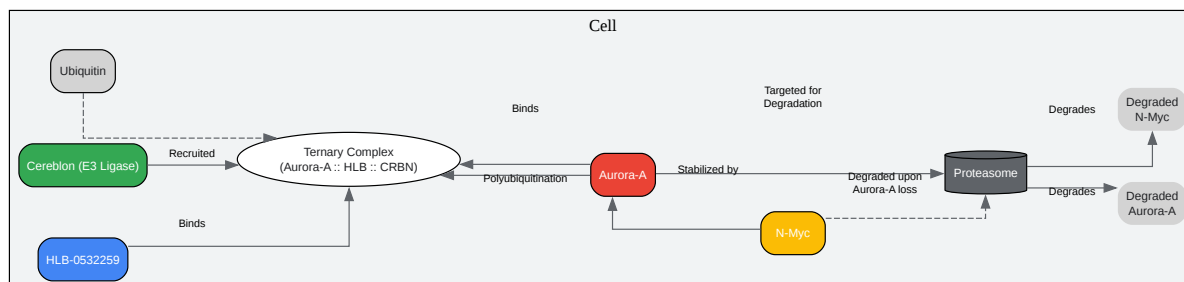 Cell
Ubiquitin
Cereblon (E3 Ligase)
HLB-0532259
Recruited
Binds
Ternary Complex
(Aurora-A :: HLB :: CRBN)
Binds
Polyubiquitination
Aurora-A
Stabilized by
Targeted for
Degradation
N-Myc
Degraded upon
Aurora-A loss
Proteasome
Degrades
Degrades
Degraded
N-Myc
Degraded
Aurora-A